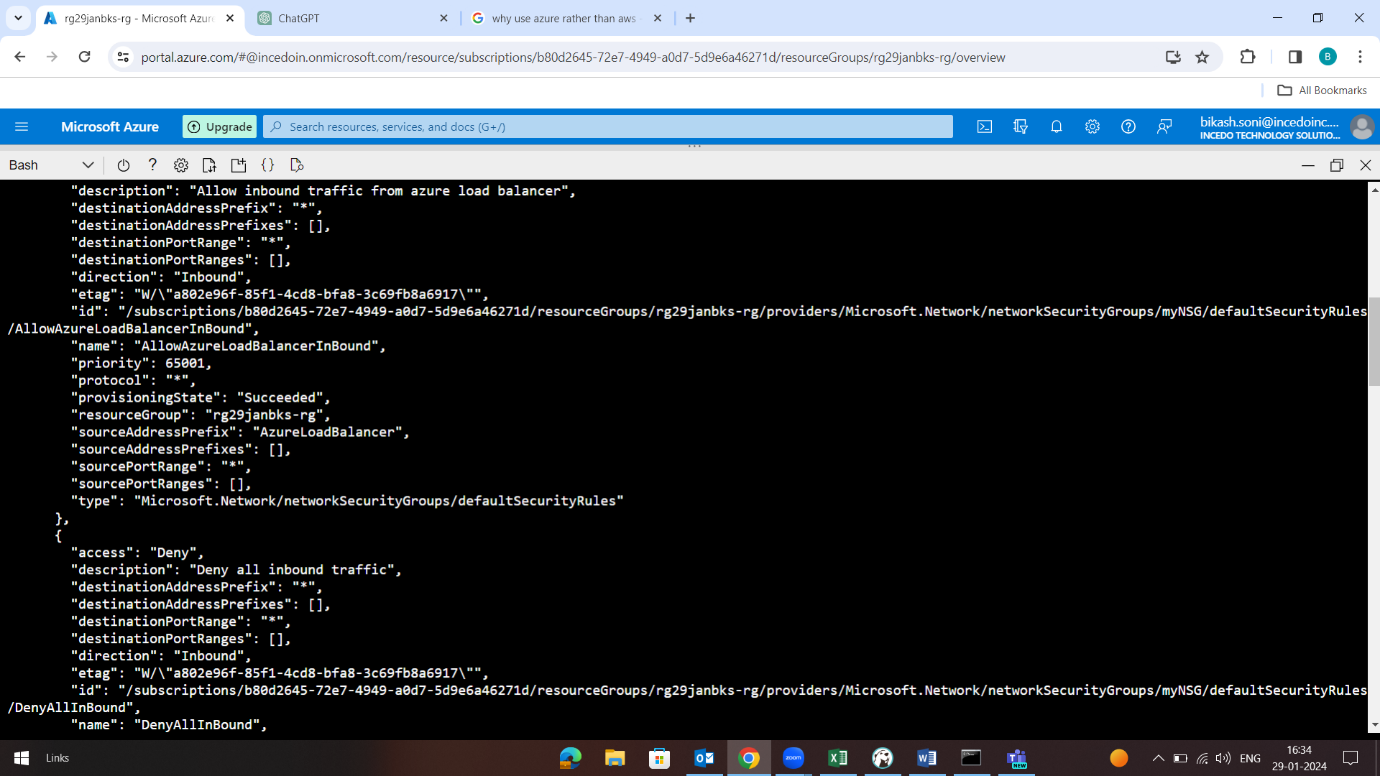 rg29janbks-rg - Microsoft Azure
ChatGPT
why use azure rather than aws
portal.azure.com/#@incedoin.onmicrosoft.com/resource/subscriptions/b80d2645-72e7-4949-a0d7-5d9e6a46271d/resourceGroups/rg29janbks-rg/overview
B
All Bookmarks
Microsoft Azure
Upgrade
Search resources, services, and docs (G+/)
bikash.soni@incedoinc....
INCEDO TECHNOLOGY SOLUTIO...
Bash
"description": "Allow inbound traffic from azure load balancer",
"destinationAddressPrefix": "*",
"destinationAddressPrefixes": [],
"destinationPortRange": "*",
"destinationPortRanges": [],
"direction": "Inbound",
"etag": "W/\"a802e96f-85f1-4cd8-bfa8-3c69fb8a6917\"",
"id": "/subscriptions/b80d2645-72e7-4949-a0d7-5d9e6a46271d/resourceGroups/rg29janbks-rg/providers/Microsoft.Network/networkSecurityGroups/myNSG/defaultSecurityRules
/AllowAzureLoadBalancerInBound",
"name": "AllowAzureLoadBalancerInBound",
"priority": 65001,
"protocol": "*",
"provisioningState": "Succeeded",
"resourceGroup": "rg29janbks-rg",
"sourceAddressPrefix": "AzureLoadBalancer",
"sourceAddressPrefixes": [],
"sourcePortRange": "*",
"sourcePortRanges": [],
"type": "Microsoft.Network/networkSecurityGroups/defaultSecurityRules"
},
{
"access": "Deny",
"description": "Deny all inbound traffic",
"destinationAddressPrefix": "*",
"destinationAddressPrefixes": [],
"destinationPortRange": "*",
"destinationPortRanges": [],
"direction": "Inbound",
"etag": "W/\"a802e96f-85f1-4cd8-bfa8-3c69fb8a6917\"",
"id": "/subscriptions/b80d2645-72e7-4949-a0d7-5d9e6a46271d/resourceGroups/rg29janbks-rg/providers/Microsoft.Network/networkSecurityGroups/myNSG/defaultSecurityRules
/DenyAllInBound",
"name": "DenyAllInBound",
Links
zoom
NEW
ENG
16:34
29-01-2024